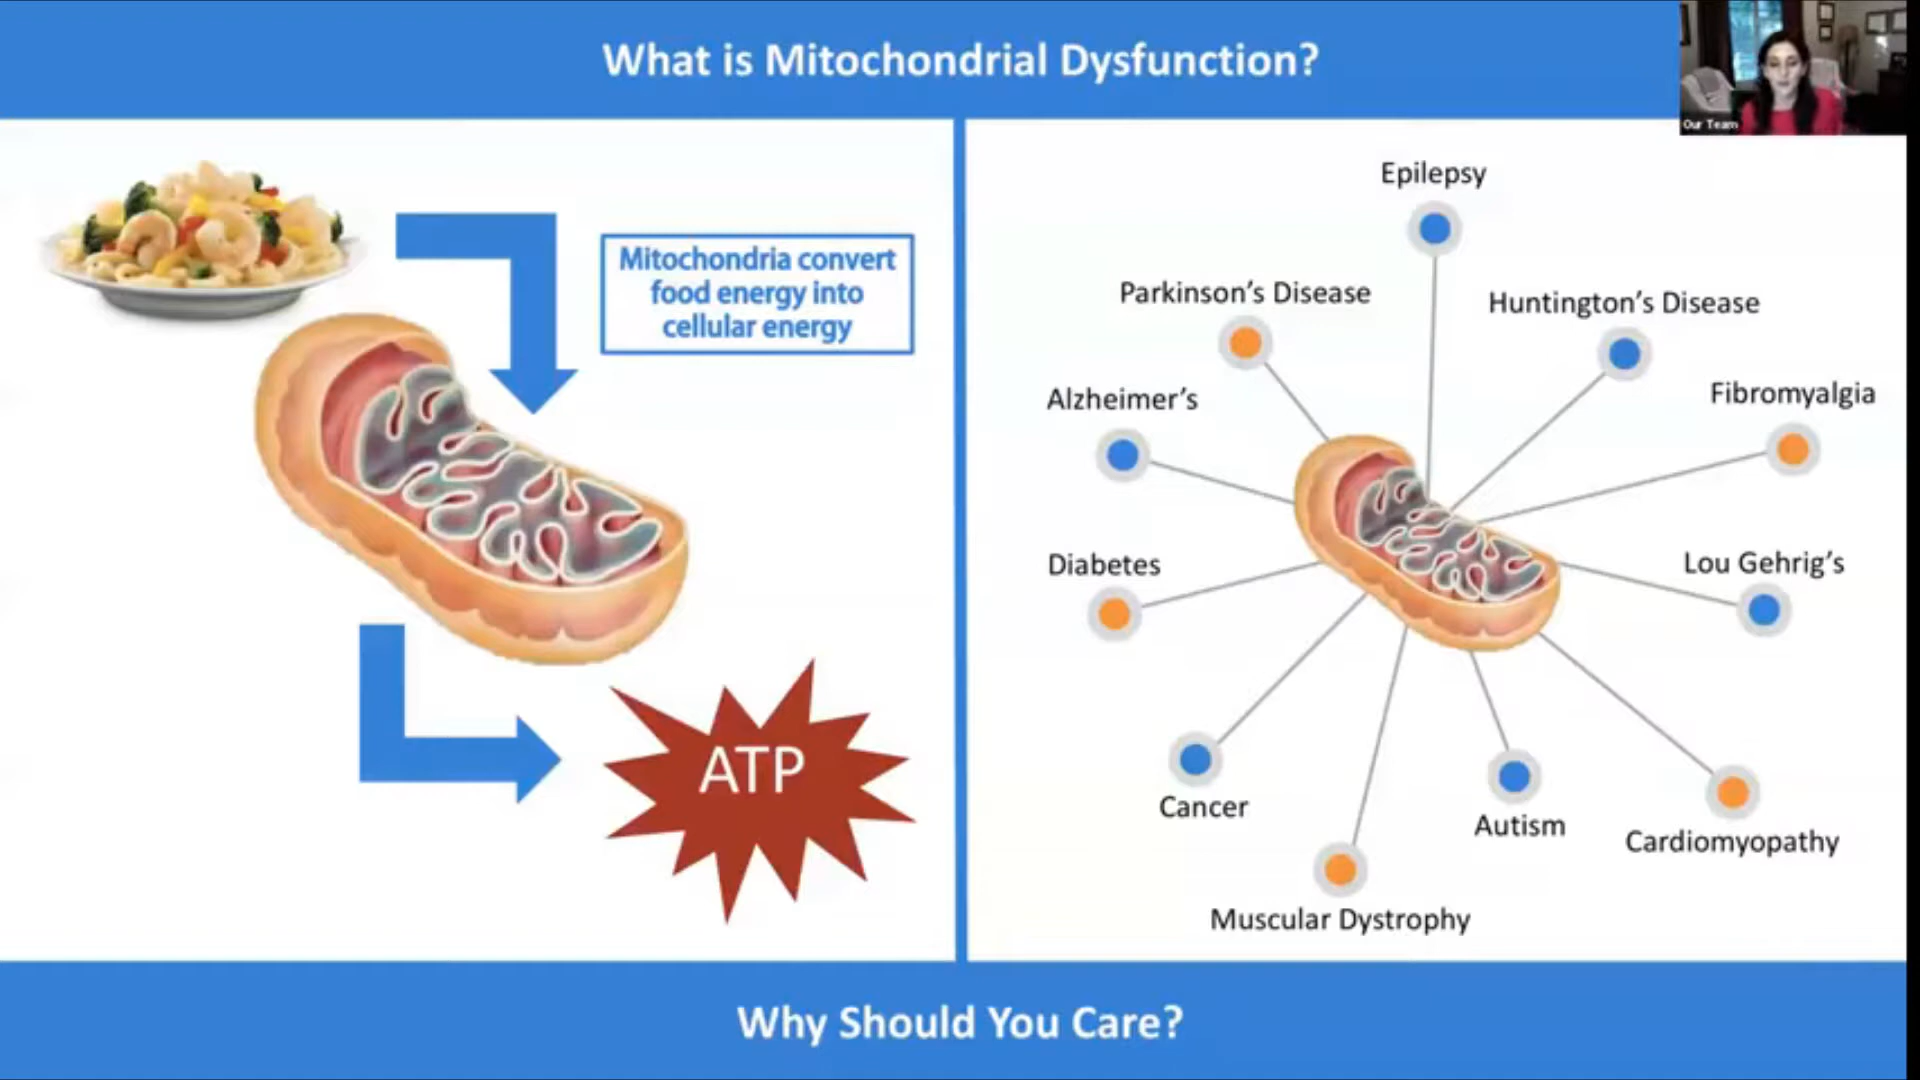 What is Mitochondrial Dysfunction?
Our Team
Mitochondria convert
food energy into
cellular energy
ATP
Epilepsy
Parkinson's Disease
Huntington's Disease
Alzheimer's
Fibromyalgia
Diabetes
Lou Gehrig's
Cancer
Autism
Cardiomyopathy
Muscular Dystrophy
Why Should You Care?